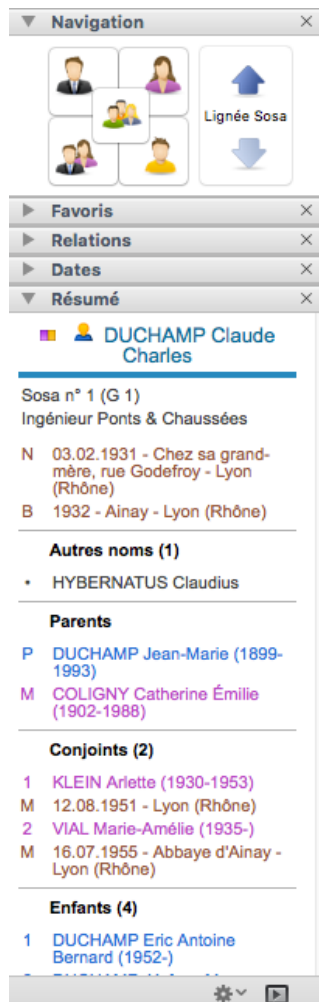 Navigation
Lignée Sosa
Favoris
Relations
Dates
Résumé
DUCHAMP Claude
Charles
Sosa n° 1 (G 1)
Ingénieur Ponts & Chaussées
N 03.02.1931 - Chez sa grand-
mère, rue Godefroy - Lyon
(Rhône)
B 1932 - Ainay - Lyon (Rhône)
Autres noms (1)
• HYBERNATUS Claudius
Parents
P DUCHAMP Jean-Marie (1899-
1993)
M COLIGNY Catherine Émilie
(1902-1988)
Conjoints (2)
1 KLEIN Arlette (1930-1953)
M 12.08.1951 - Lyon (Rhône)
2 VIAL Marie-Amélie (1935-)
M 16.07.1955 - Abbaye d'Ainay -
Lyon (Rhône)
Enfants (4)
1 DUCHAMP Eric Antoine
Bernard (1952-)